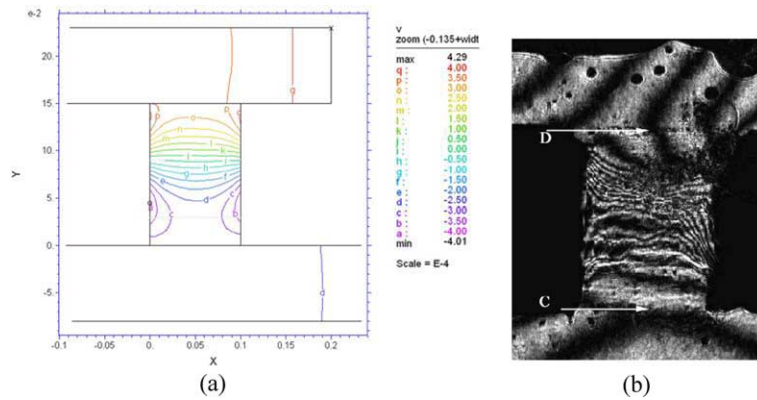 e-2
20.
15.
10.
5.
0.
-5.
Y
-0.1 0. 0.05 0.10 0.15 0.2
X
x
q
p
p
o
n
m
l
k
j
i
h
g
f
e
d
c
c
b
d
v
zoom (-0.135+widt
max 4.29
q : 4.00
p : 3.50
o : 3.00
n : 2.50
m : 2.00
l : 1.50
k : 1.00
j : 0.50
i : 0.00
h : -0.50
g : -1.00
f : -1.50
e : -2.00
d : -2.50
c : -3.00
b : -3.50
a : -4.00
min -4.01
Scale = E-4
D
C
(a)
(b)